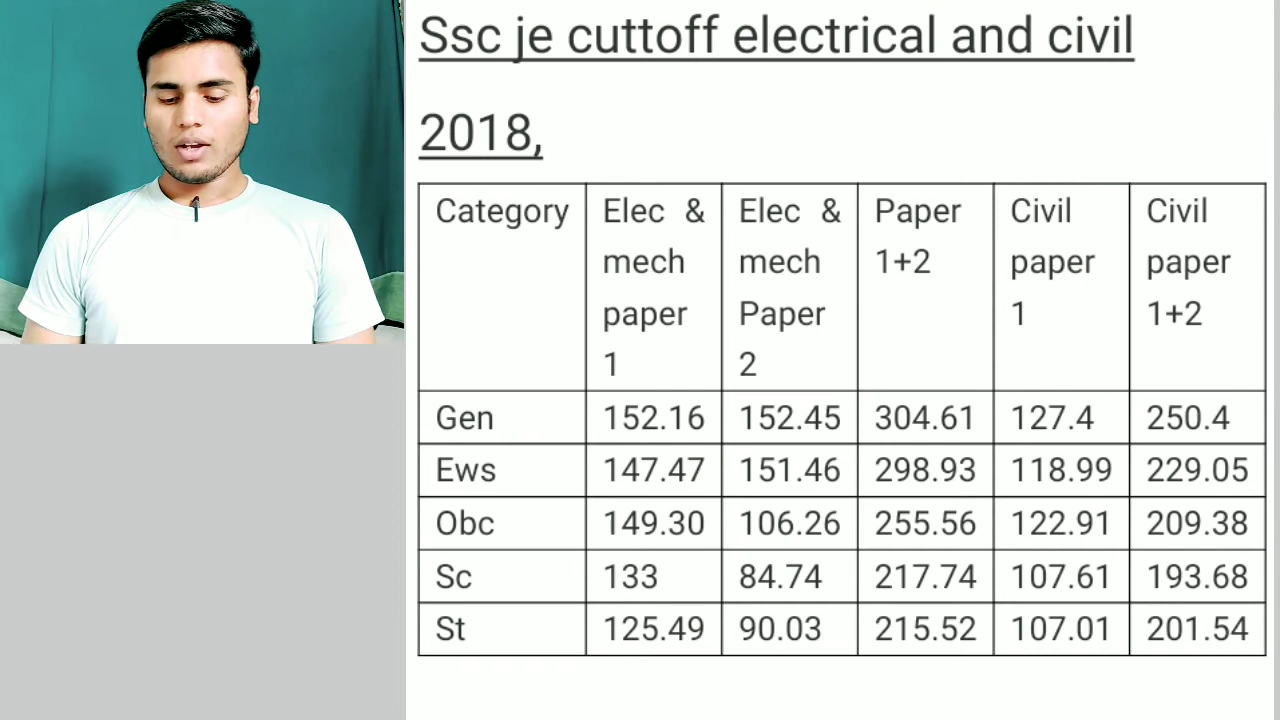 Ssc je cuttoff electrical and civil
2018,
Category Elec & mech paper 1 Elec & mech Paper 2 Paper 1+2 Civil paper 1 Civil paper 1+2
Gen 152.16 152.45 304.61 127.4 250.4
Ews 147.47 151.46 298.93 118.99 229.05
Obc 149.30 106.26 255.56 122.91 209.38
Sc 133 84.74 217.74 107.61 193.68
St 125.49 90.03 215.52 107.01 201.54